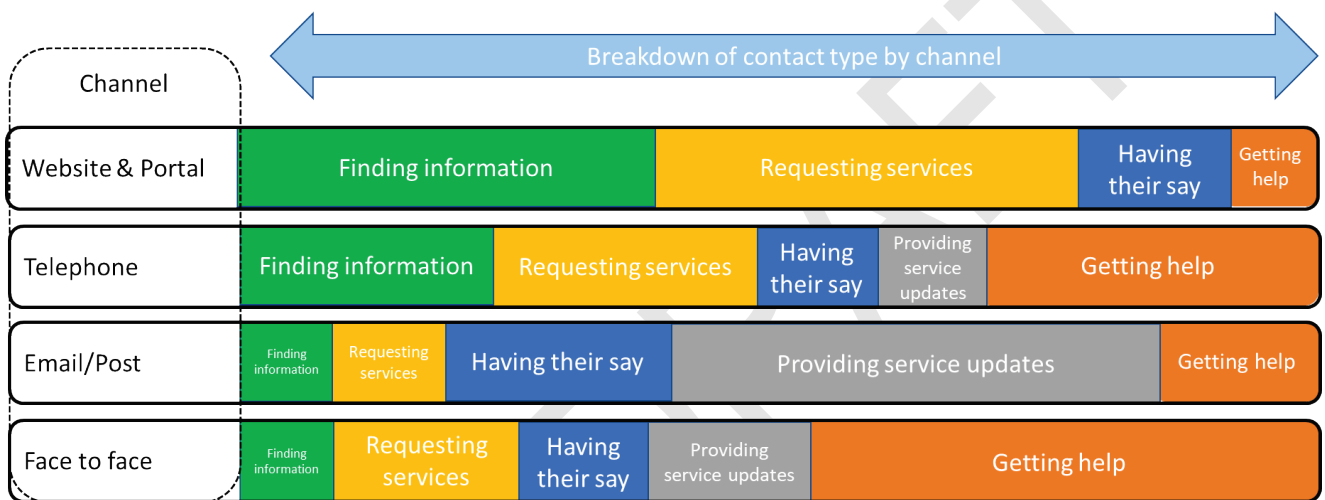 Breakdown of contact type by channel
Channel
Website & Portal
Finding information
Requesting services
Having
their say
Getting
help
Telephone
Finding information
Requesting services
Having
their say
Providing
service
updates
Getting help
Email/Post
Finding
information
Requesting
services
Having their say
Providing service updates
Getting help
Face to face
Finding
information
Requesting
services
Having
their say
Providing
service updates
Getting help